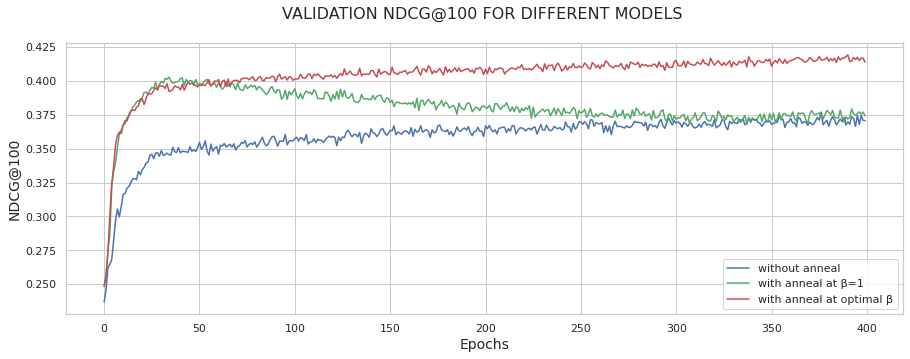 VALIDATION NDCG@100 FOR DIFFERENT MODELS
NDCG@100
0.425
0.400
0.375
0.350
0.325
0.300
0.275
0.250
0
50
100
150
200
250
300
350
400
Epochs
without anneal
with anneal at β=1
with anneal at optimal β